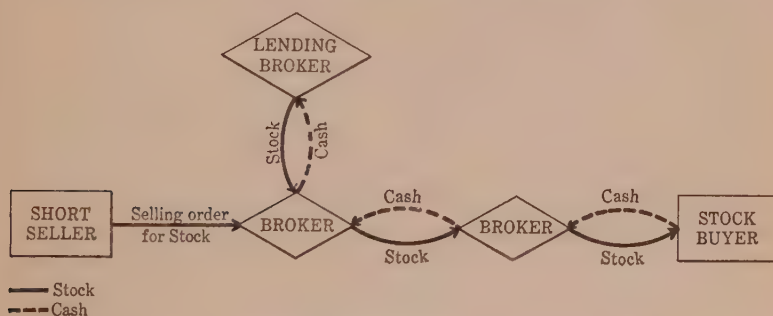 LENDING
BROKER
Stock
Cash
SHORT
SELLER
Selling order
for Stock
BROKER
Cash
Stock
BROKER
Cash
Stock
STOCK
BUYER
Stock
Cash